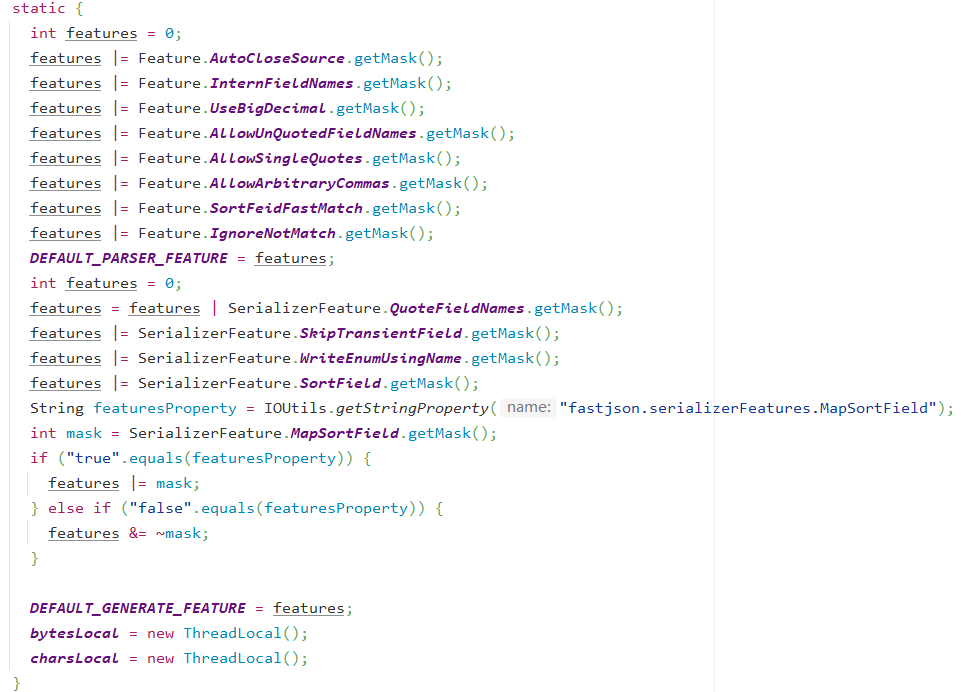 static {
int features = 0;
features |= Feature.AutoCloseSource.getMask();
features |= Feature.InternFieldNames.getMask();
features |= Feature.UseBigDecimal.getMask();
features |= Feature.AllowUnQuotedFieldNames.getMask();
features |= Feature.AllowSingleQuotes.getMask();
features |= Feature.AllowArbitraryCommas.getMask();
features |= Feature.SortFeidFastMatch.getMask();
features |= Feature.IgnoreNotMatch.getMask();
DEFAULT_PARSER_FEATURE = features;
int features = 0;
features = features | SerializerFeature.QuoteFieldNames.getMask();
features |= SerializerFeature.SkipTransientField.getMask();
features |= SerializerFeature.WriteEnumUsingName.getMask();
features |= SerializerFeature.SortField.getMask();
String featuresProperty = IOUtils.getStringProperty( name: "fastjson.serializerFeatures.MapSortField");
int mask = SerializerFeature.MapSortField.getMask();
if ("true".equals(featuresProperty)) {
features |= mask;
} else if ("false".equals(featuresProperty)) {
features &= ~mask;
}
DEFAULT_GENERATE_FEATURE = features;
bytesLocal = new ThreadLocal();
charsLocal = new ThreadLocal();
}